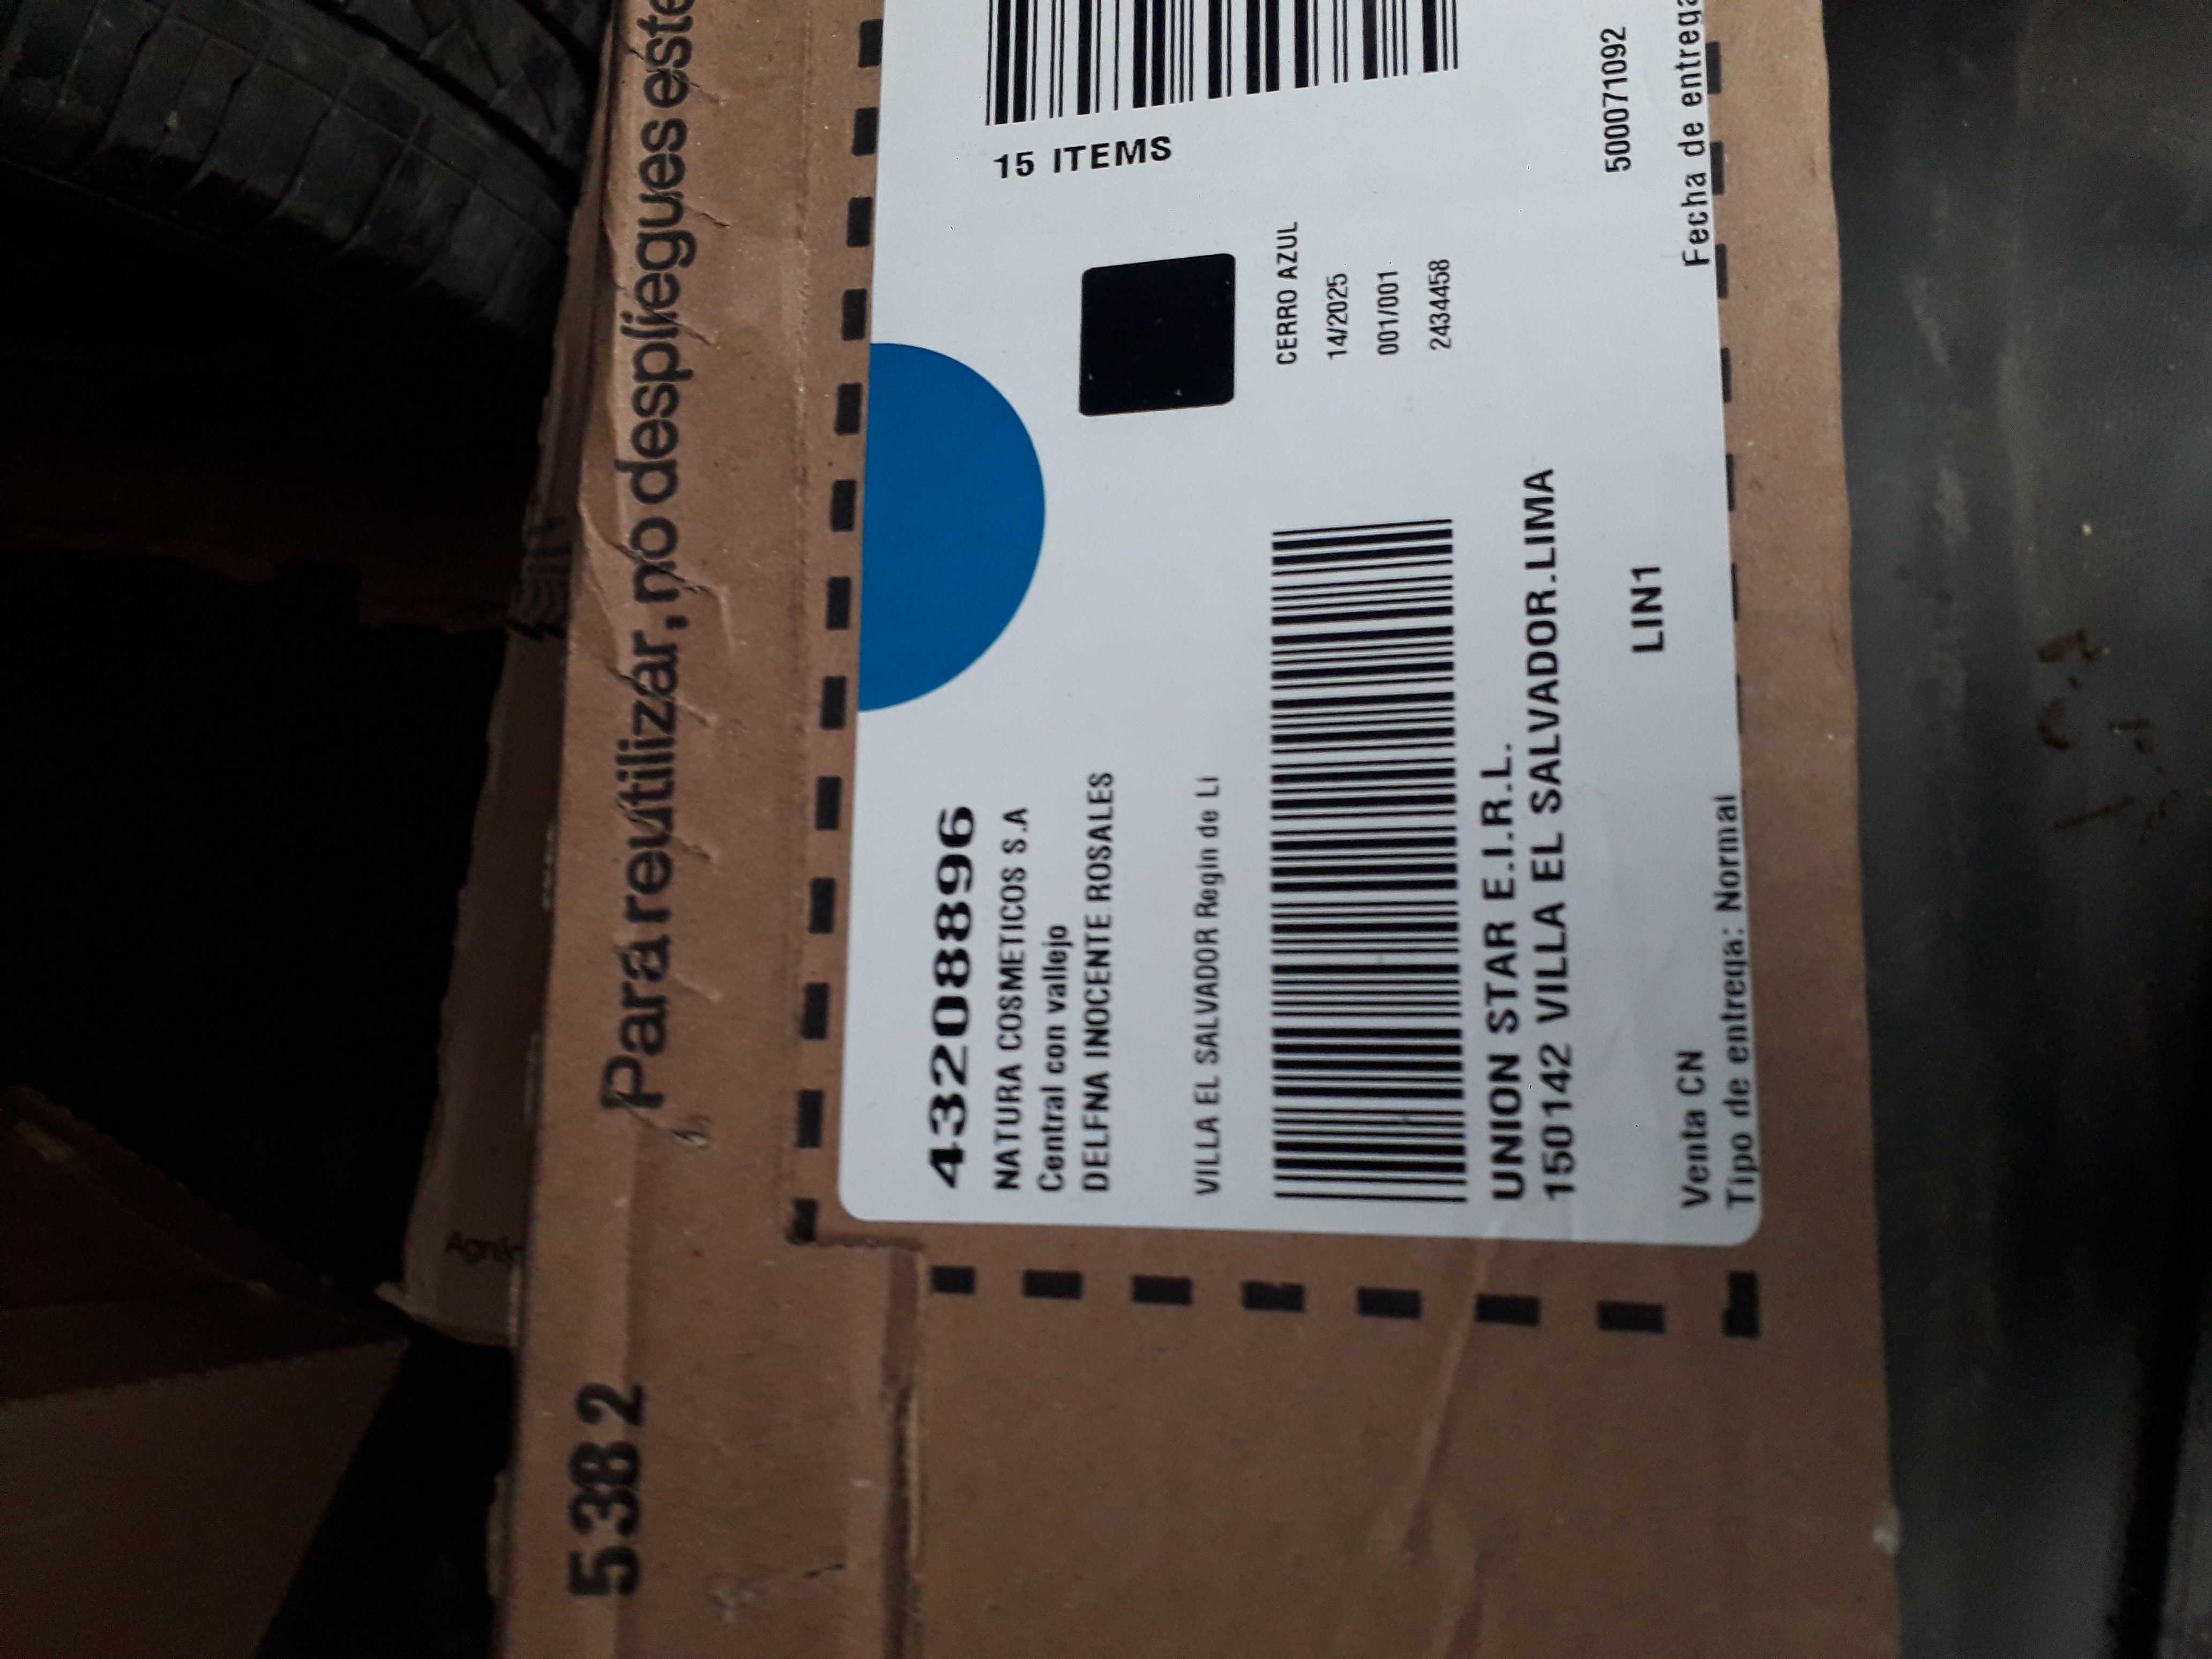 Para reutilizar, no despliegues este
5382
15 ITEMS
43208896
NATURA COSMETICOS S.A
Central con vallejo
DELFNA INOCENTE ROSALES
VILLA EL SALVADOR Regin de LI
CERRO AZUL
14/2025
001/001
2434458
UNION STAR E.I.R.L.
150142 VILLA EL SALVADOR.LIMA
LIN1
500071092
Venta CN
Tipo de entrega: Normal
Fecha de entrega